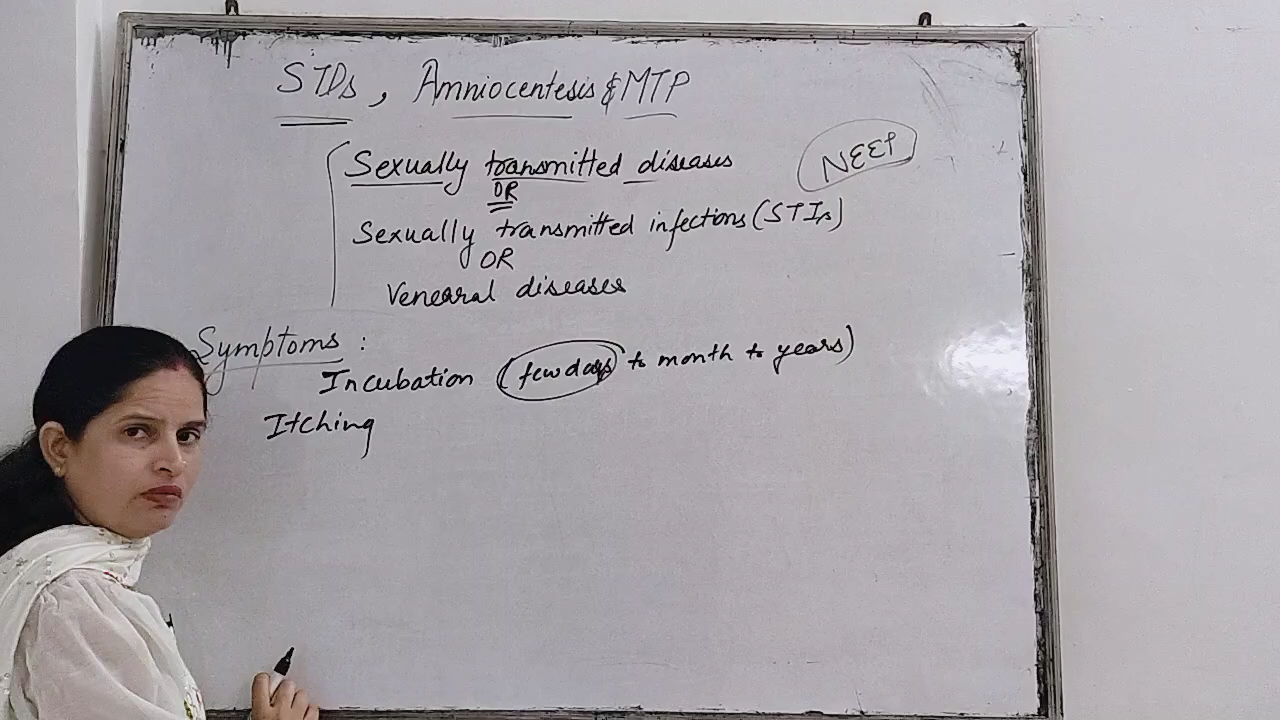 STDs, Amniocentesis & MTP
Sexually transmitted diseases
NEET
OR
Sexually transmitted infections (STIs)
OR
Venearal diseases
Symptoms :
Incubation (few days to month to years)
Itching